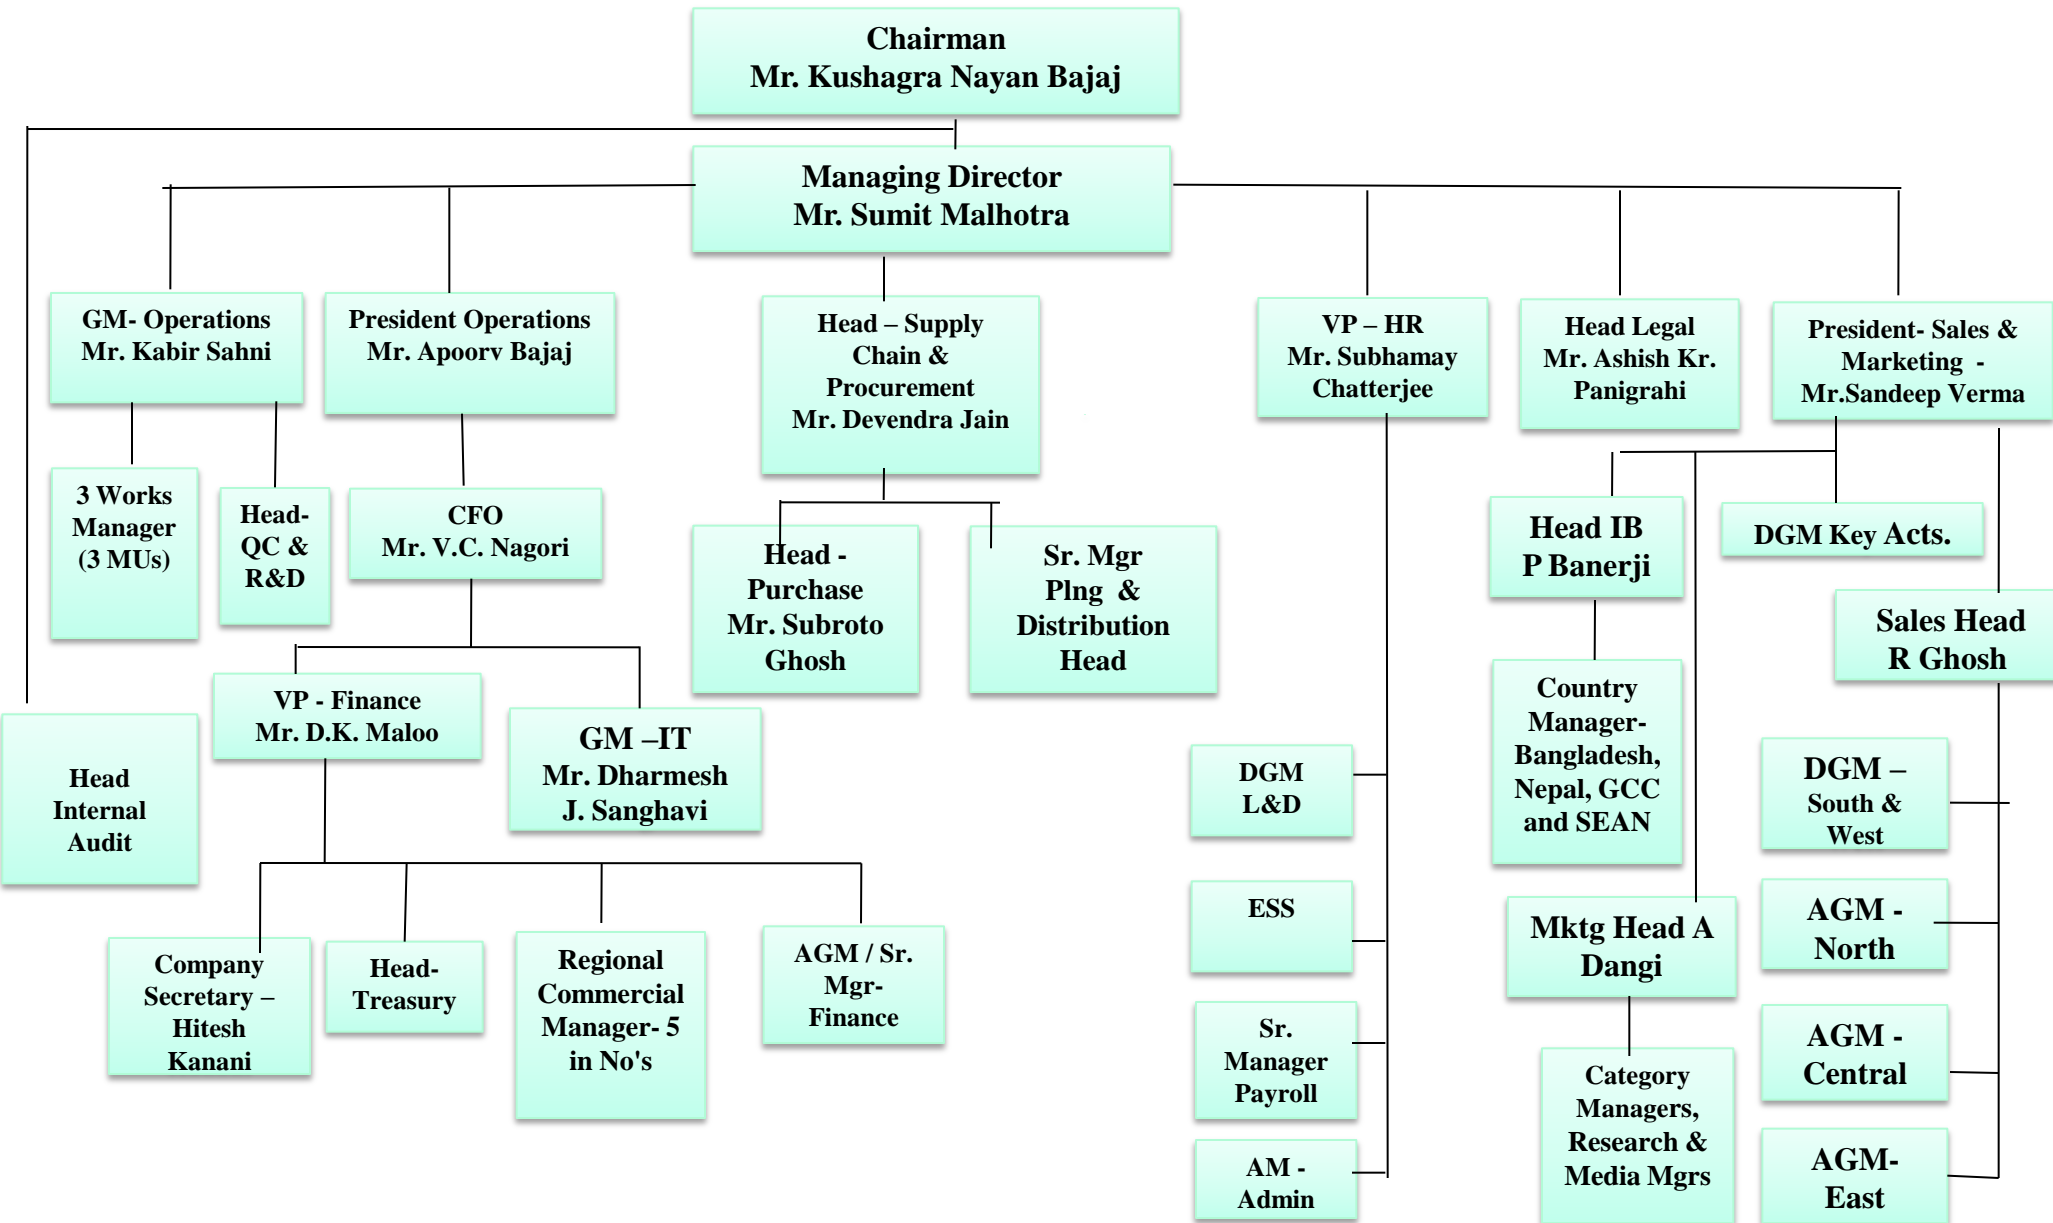 Chairman
Mr. Kushagra Nayan Bajaj
Managing Director
Mr. Sumit Malhotra
GM- Operations
Mr. Kabir Sahni
President Operations
Mr. Apoorv Bajaj
Head – Supply
Chain &
Procurement
Mr. Devendra Jain
VP – HR
Mr. Subhamay
Chatterjee
Head Legal
Mr. Ashish Kr.
Panigrahi
President- Sales &
Marketing -
Mr.Sandeep Verma
3 Works
Manager
(3 MUs)
Head-
QC &
R&D
CFO
Mr. V.C. Nagori
Head -
Purchase
Mr. Subroto
Ghosh
Sr. Mgr
Plng &
Distribution
Head
Head IB
P Banerji
DGM Key Acts.
Sales Head
R Ghosh
VP - Finance
Mr. D.K. Maloo
GM –IT
Mr. Dharmesh
J. Sanghavi
Country
Manager-
Bangladesh,
Nepal, GCC
and SEAN
Head
Internal
Audit
DGM
L&D
DGM –
South &
West
ESS
Mktg Head A
Dangi
AGM -
North
Company
Secretary –
Hitesh
Kanani
Head-
Treasury
Regional
Commercial
Manager- 5
in No's
AGM / Sr.
Mgr-
Finance
Sr.
Manager
Payroll
Category
Managers,
Research &
Media Mgrs
AGM -
Central
AM -
Admin
AGM-
East